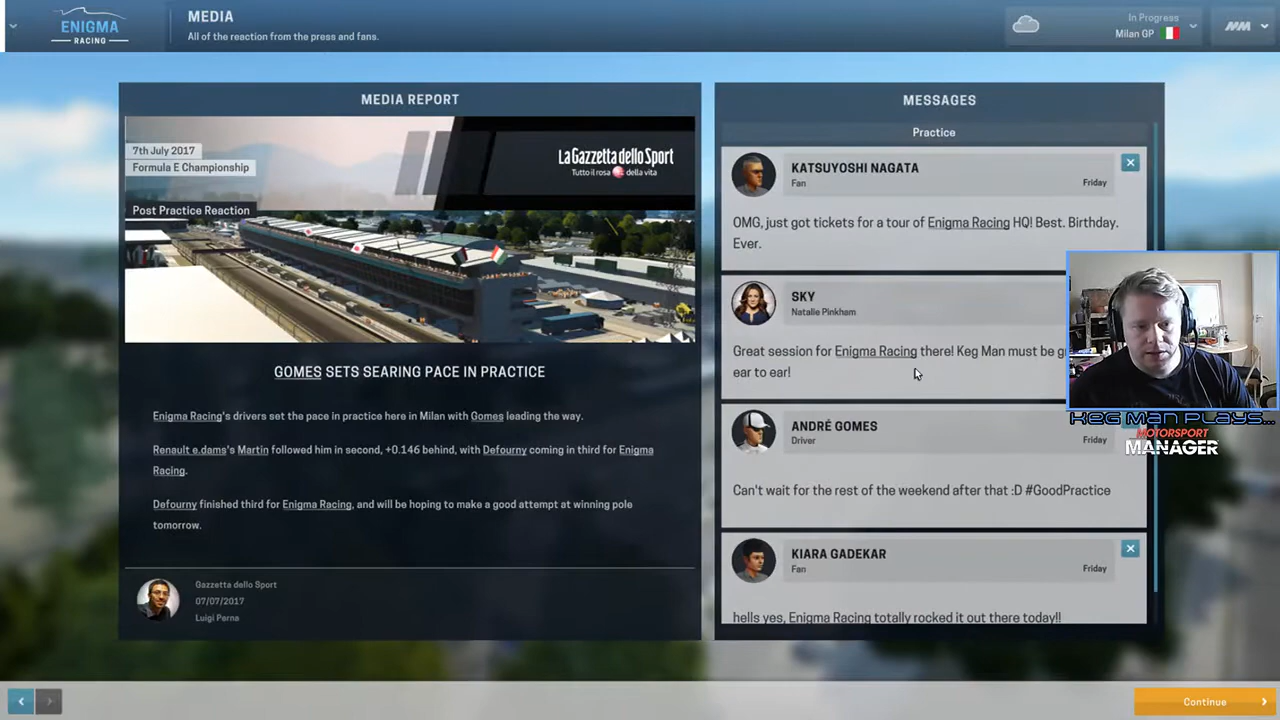 ENIGMA
RACING
MEDIA
All of the reaction from the press and fans.
In Progress
Milan GP
MEDIA REPORT
7th July 2017
Formula E Championship
La Gazzetta dello Sport
Tutto il rosa della vita
Post Practice Reaction
GOMES SETS SEARING PACE IN PRACTICE
Enigma Racing's drivers set the pace in practice here in Milan with Gomes leading the way.
Renault e.dams's Martin followed him in second, +0.146 behind, with Defourny coming in third for Enigma
Racing.
Defourny finished third for Enigma Racing, and will be hoping to make a good attempt at winning pole
tomorrow.
Gazzetta dello Sport
07/07/2017
Luigi Perna
MESSAGES
Practice
KATSUYOSHI NAGATA
Fan
Friday
OMG, just got tickets for a tour of Enigma Racing HQ! Best. Birthday.
Ever.
SKY
Natalie Pinkham
Great session for Enigma Racing there! Keg Man must be g
ear to ear!
ANDRÉ GOMES
Driver
Friday
Can't wait for the rest of the weekend after that :D #GoodPractice
KIARA GADEKAR
Fan
Friday
hells yes, Enigma Racing totally rocked it out there today!!
KEG MAN PLAYS...
MOTORSPORT
MANAGER
Continue